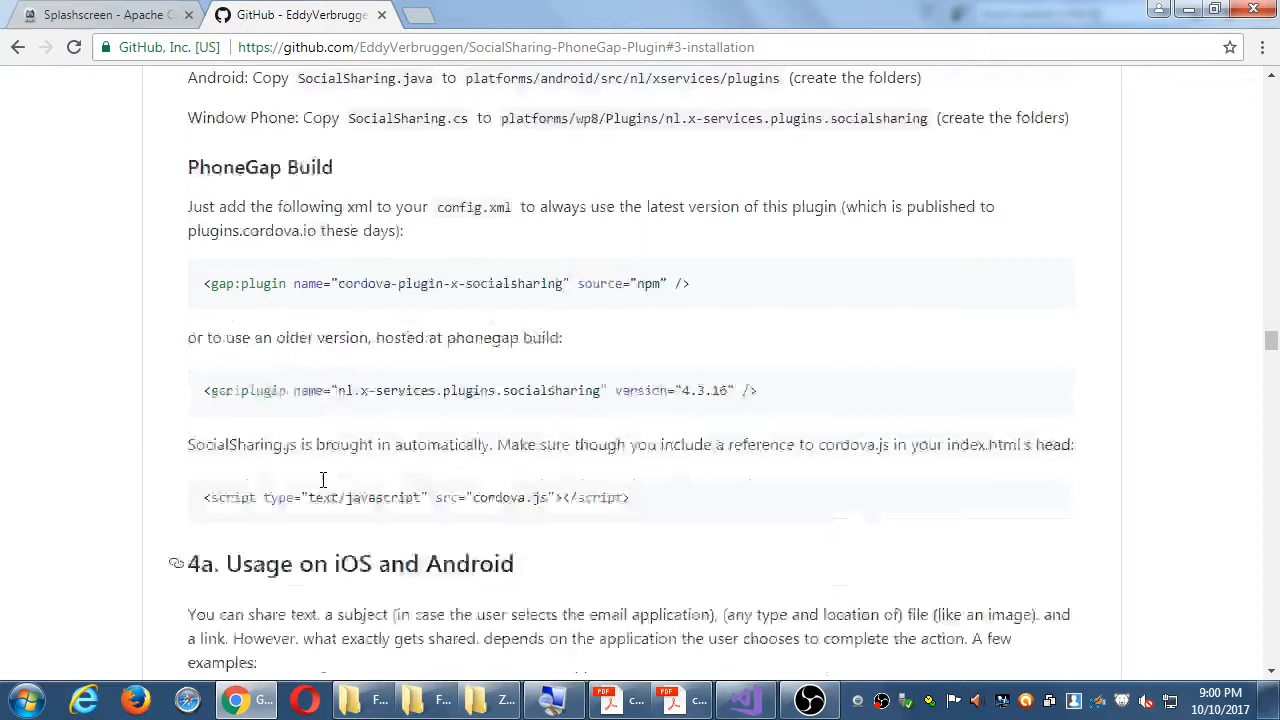 Splashscreen - Apache C
GitHub - EddyVerbrugge
GitHub, Inc. [US]
https://github.com/EddyVerbruggen/SocialSharing-PhoneGap-Plugin#3-installation
Android: Copy SocialSharing.java to platforms/android/src/nl/xservices/plugins (create the folders)
Window Phone: Copy SocialSharing.cs to platforms/wp8/Plugins/nl.x-services.plugins.socialsharing (create the folders)
PhoneGap Build
Just add the following xml to your config.xml to always use the latest version of this plugin (which is published to
plugins.cordova.io these days):
<gap:plugin name="cordova-plugin-x-socialsharing" source="npm" />
or to use an older version, hosted at phonegap build:
<gap:plugin name="nl.x-services.plugins.socialsharing" version="4.3.16" />
SocialSharing.js is brought in automatically. Make sure though you include a reference to cordova.js in your index.html's head:
<script type="text/javascript" src="cordova.js"></script>
4a. Usage on iOS and Android
You can share text, a subject (in case the user selects the email application), (any type and location of) file (like an image), and
a link. However, what exactly gets shared, depends on the application the user chooses to complete the action. A few
examples:
G...
F...
F...
Z...
PDF
c...
PDF
c...
9:00 PM
10/10/2017